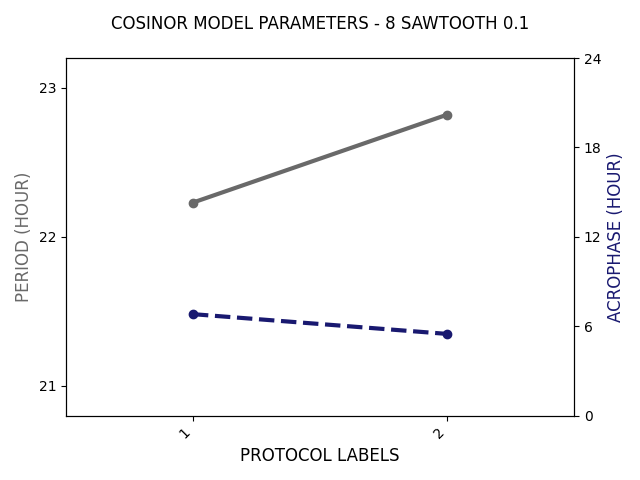 COSINOR MODEL PARAMETERS - 8 SAWTOOTH 0.1
23
22
21
PERIOD (HOUR)
24
18
12
6
0
ACROPHASE (HOUR)
1
2
PROTOCOL LABELS